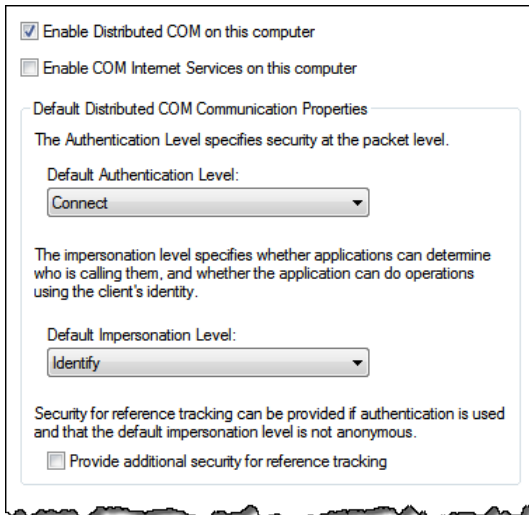 Enable Distributed COM on this computer
Enable COM Internet Services on this computer
Default Distributed COM Communication Properties
The Authentication Level specifies security at the packet level.
Default Authentication Level:
Connect
The impersonation level specifies whether applications can determine
who is calling them, and whether the application can do operations
using the client's identity.
Default Impersonation Level:
Identify
Security for reference tracking can be provided if authentication is used
and that the default impersonation level is not anonymous.
Provide additional security for reference tracking